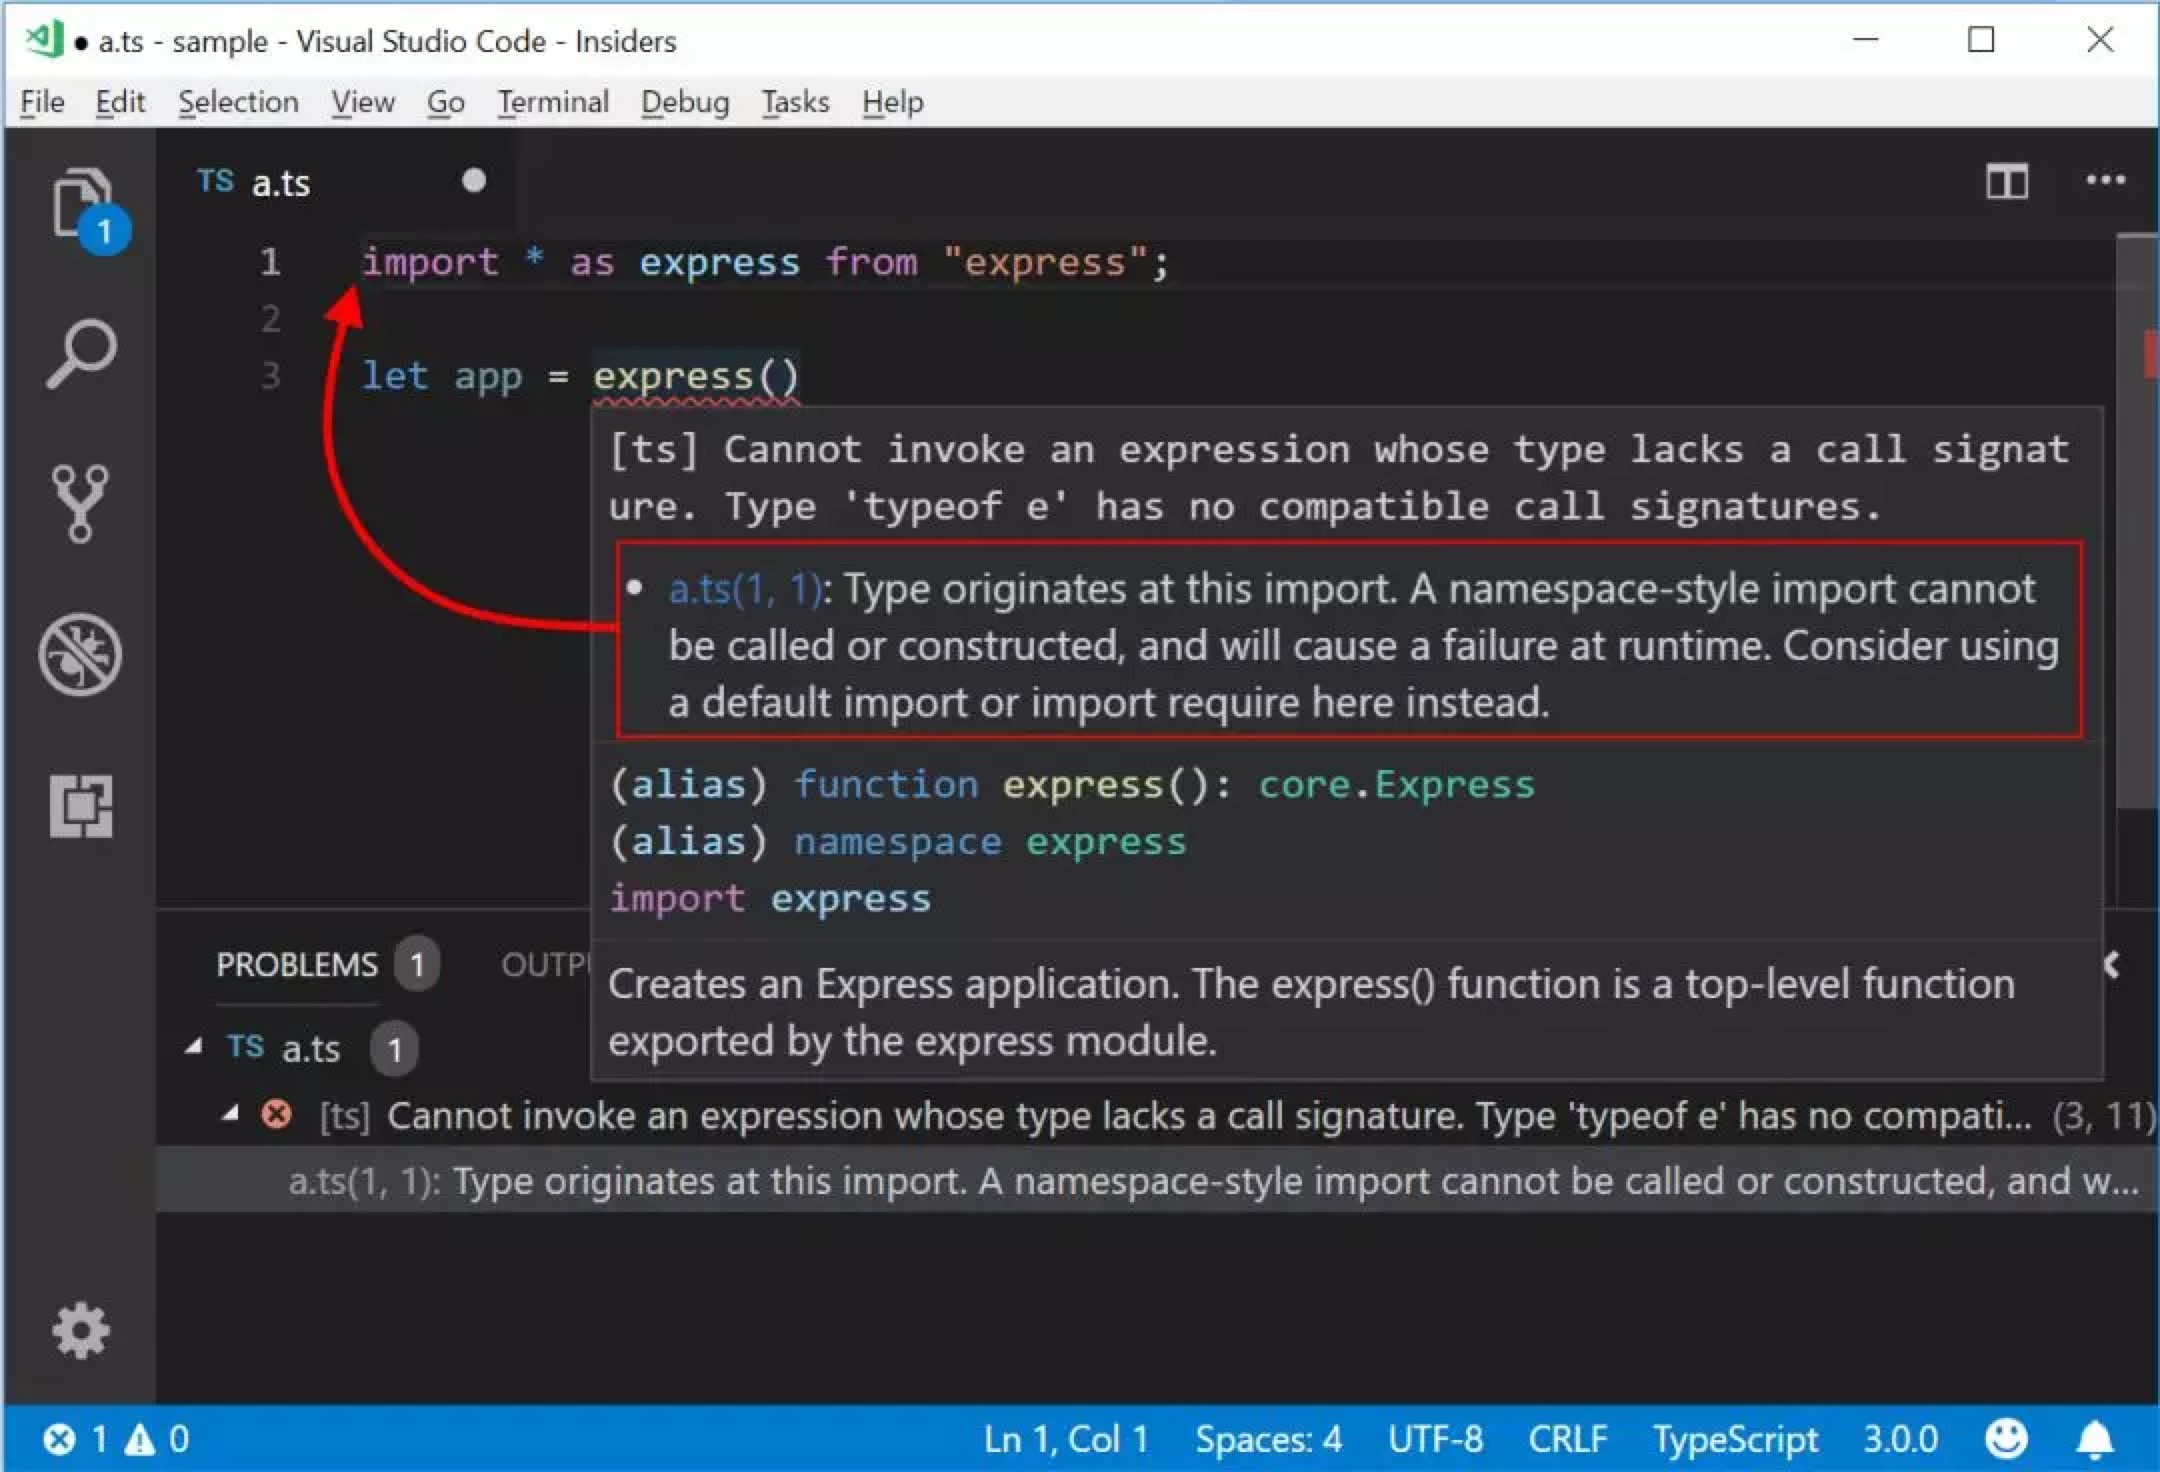 ● a.ts - sample - Visual Studio Code - Insiders
File Edit Selection View Go Terminal Debug Tasks Help
1
TS a.ts
1 import * as express from "express";
2
3 let app = express()
[ts] Cannot invoke an expression whose type lacks a call signat
ure. Type 'typeof e' has no compatible call signatures.
• a.ts(1, 1): Type originates at this import. A namespace-style import cannot
be called or constructed, and will cause a failure at runtime. Consider using
a default import or import require here instead.
(alias) function express(): core.Express
(alias) namespace express
import express
Creates an Express application. The express() function is a top-level function
exported by the express module.
PROBLEMS 1 OUTP
TS a.ts 1
[ts] Cannot invoke an expression whose type lacks a call signature. Type 'typeof e' has no compati... (3, 11)
a.ts(1, 1): Type originates at this import. A namespace-style import cannot be called or constructed, and w...
1 0 Ln 1, Col 1 Spaces: 4 UTF-8 CRLF TypeScript 3.0.0